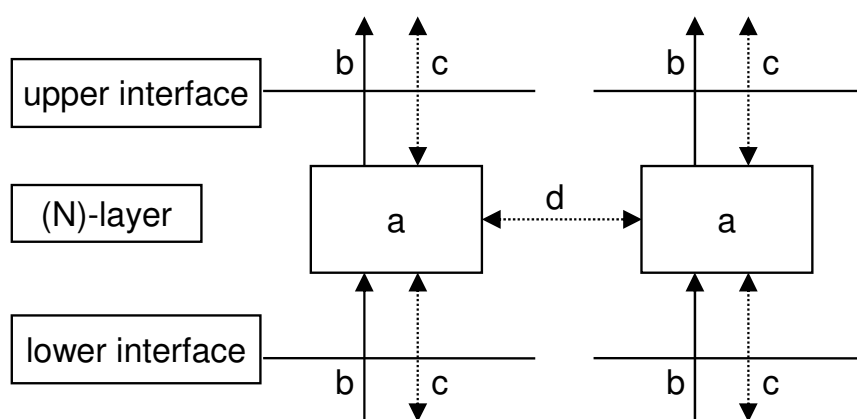 b c b c
upper interface
(N)-layer a d a
lower interface
b c b c